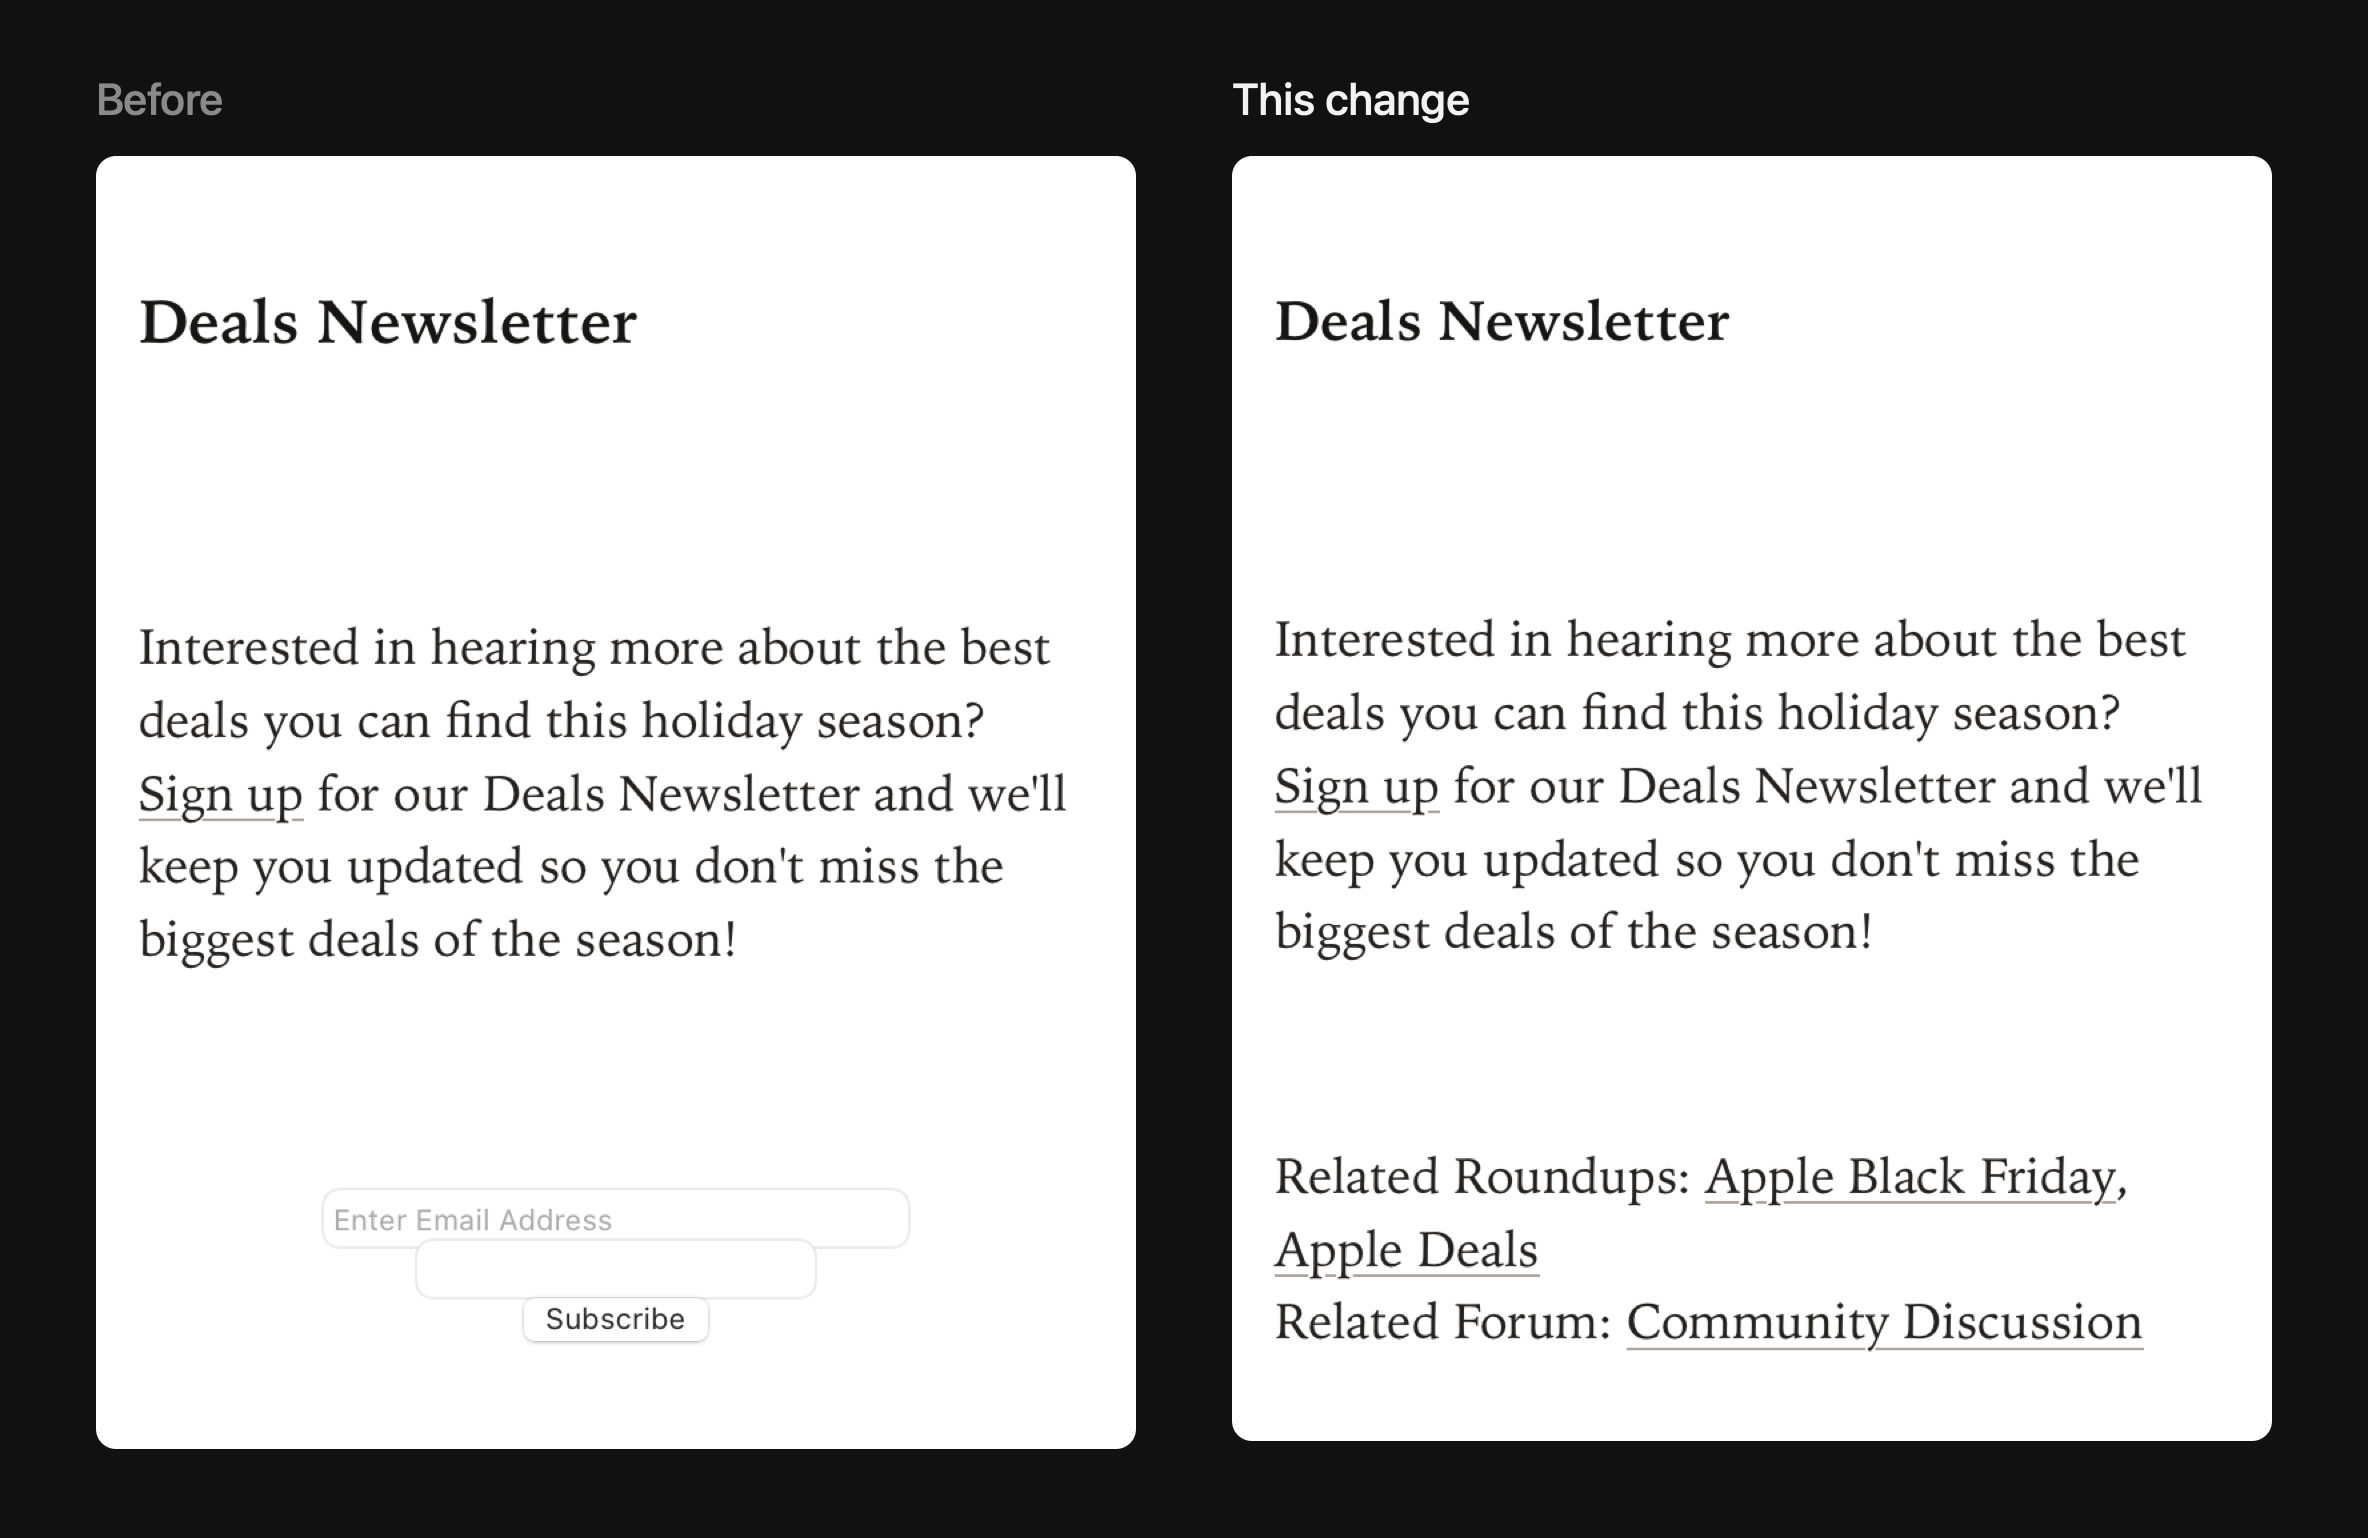 Before
Deals Newsletter
Interested in hearing more about the best
deals you can find this holiday season?
Sign up for our Deals Newsletter and we'll
keep you updated so you don't miss the
biggest deals of the season!
Enter Email Address
Subscribe
This change
Deals Newsletter
Interested in hearing more about the best
deals you can find this holiday season?
Sign up for our Deals Newsletter and we'll
keep you updated so you don't miss the
biggest deals of the season!
Related Roundups: Apple Black Friday,
Apple Deals
Related Forum: Community Discussion